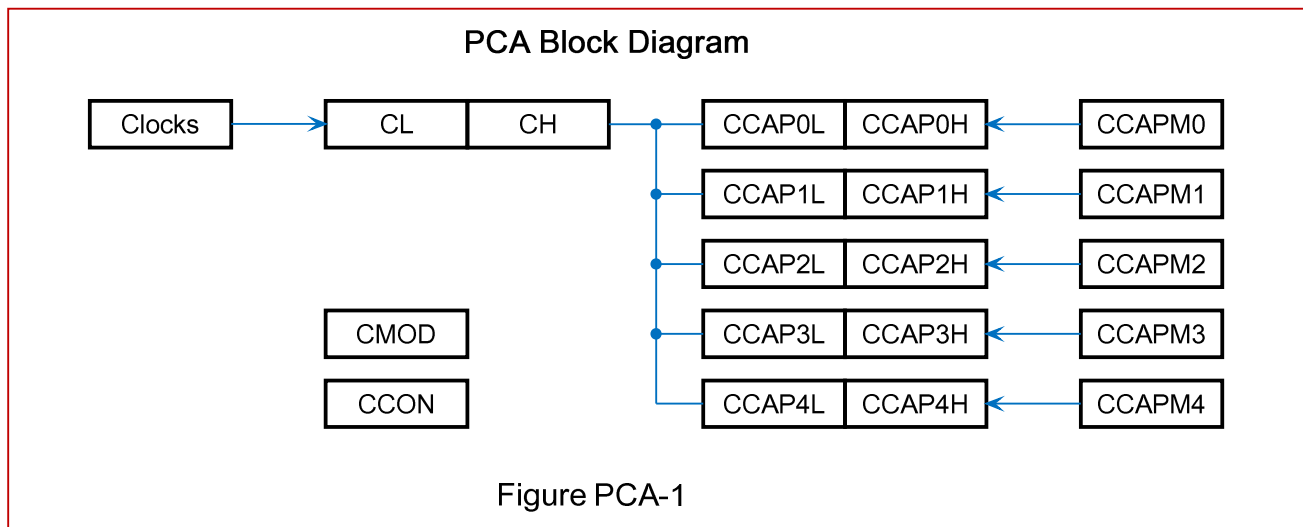 PCA Block Diagram
Clocks CL CH CCAP0L CCAP0H CCAPM0
CCAP1L CCAP1H CCAPM1
CCAP2L CCAP2H CCAPM2
CMOD CCAP3L CCAP3H CCAPM3
CCON CCAP4L CCAP4H CCAPM4
Figure PCA-1